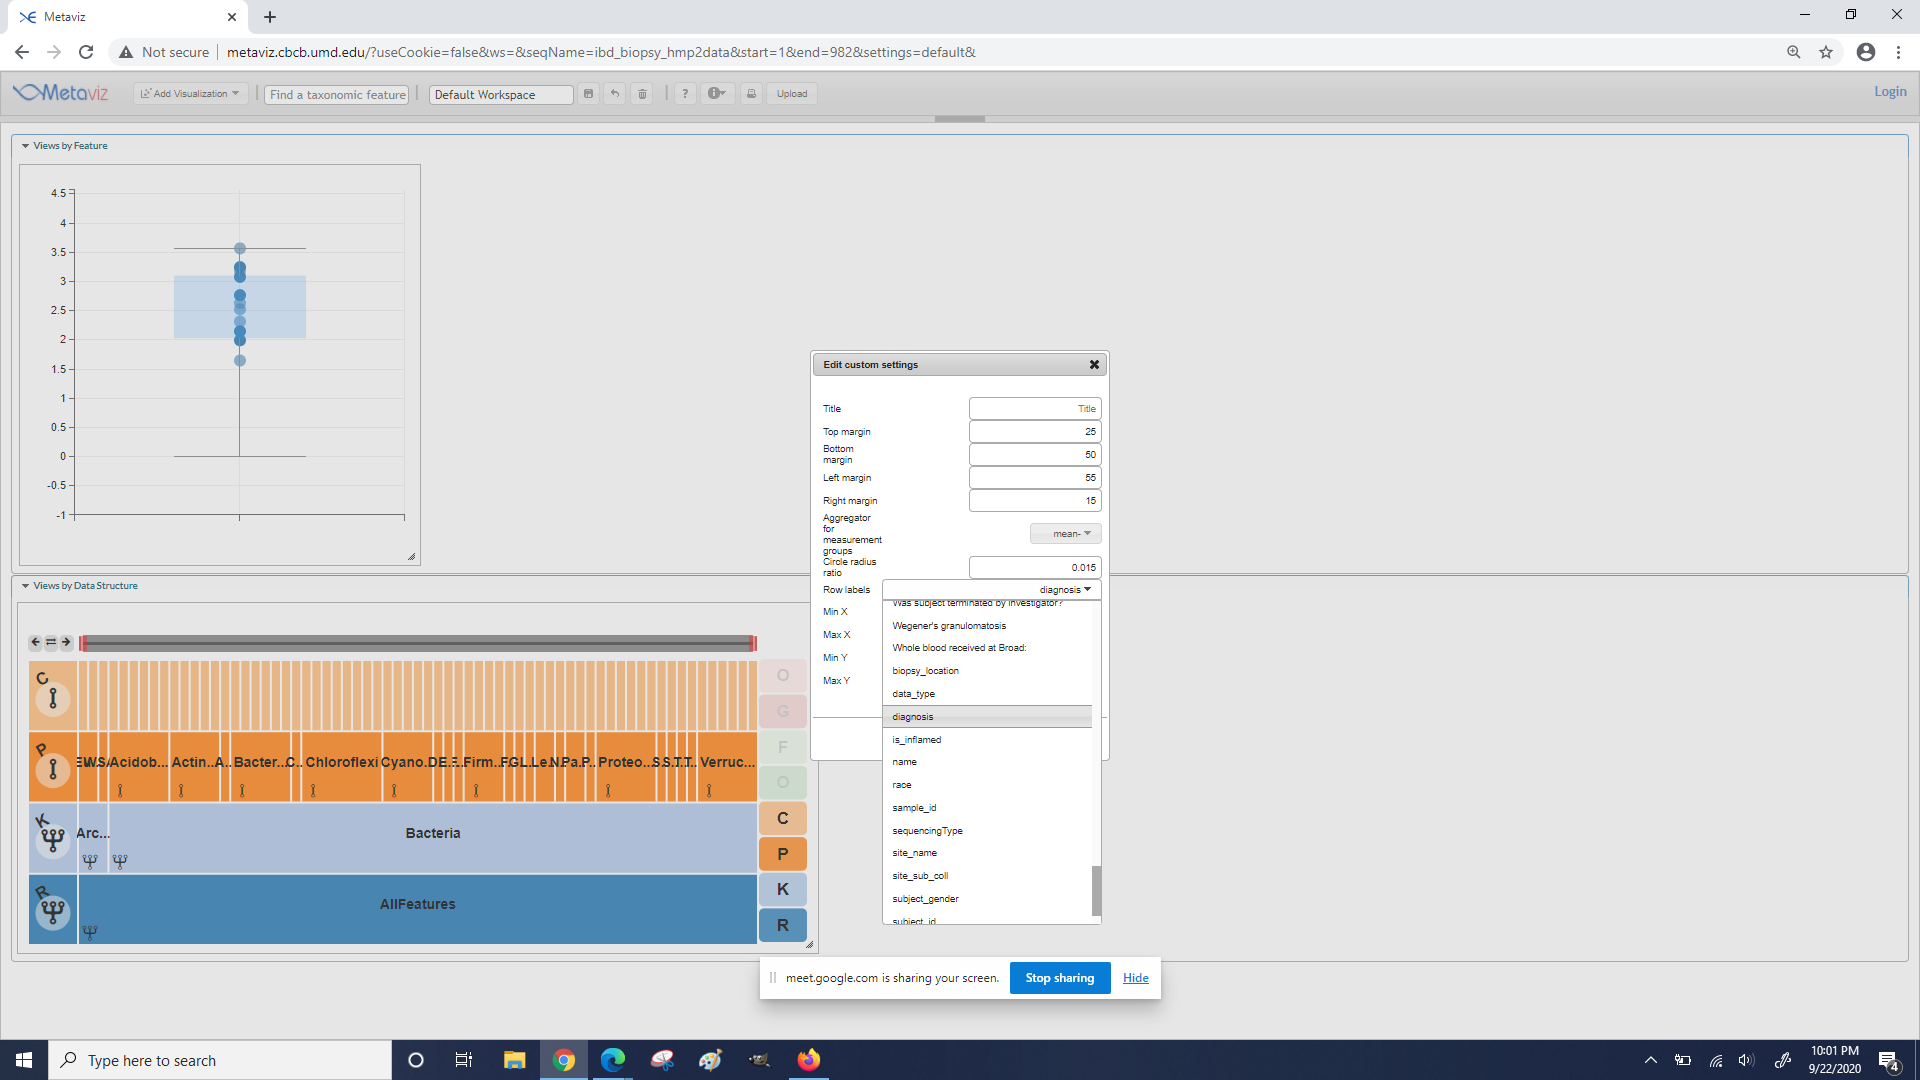 Metaviz
Not secure
metaviz.cbcb.umd.edu/?useCookie=false&ws=&seqName=ibd_biopsy_hmp2data&start=1&end=982&settings=default&
Metaviz
Add Visualization
Find a taxonomic feature
Default Workspace
?
Upload
Login
Views by Feature
4.5
4
3.5
3
2.5
2
1.5
1
0.5
0
-0.5
-1
Edit custom settings
Title
Title
Top margin
25
Bottom
margin
50
Left margin
55
Right margin
15
Aggregator
for
measurement
groups
mean-
Circle radius
ratio
0.015
Row labels
diagnosis
Min X
Max X
Min Y
Max Y
Was subject terminated by investigator?
Wegener's granulomatosis
Whole blood received at Broad:
biopsy_location
data_type
diagnosis
is_inflamed
name
race
sample_id
sequencingType
site_name
site_sub_coll
subject_gender
subject_id
Views by Data Structure
C
O
G
P
Acidob...
Actin...
A...
Bacter...
C...
Chloroflexi
Cyano...
Firm...
Proteo...
Verruc...
F
O
K
Arc...
Bacteria
C
P
R
AllFeatures
K
R
meet.google.com is sharing your screen.
Stop sharing
Hide
Type here to search
10:01 PM
9/22/2020
4